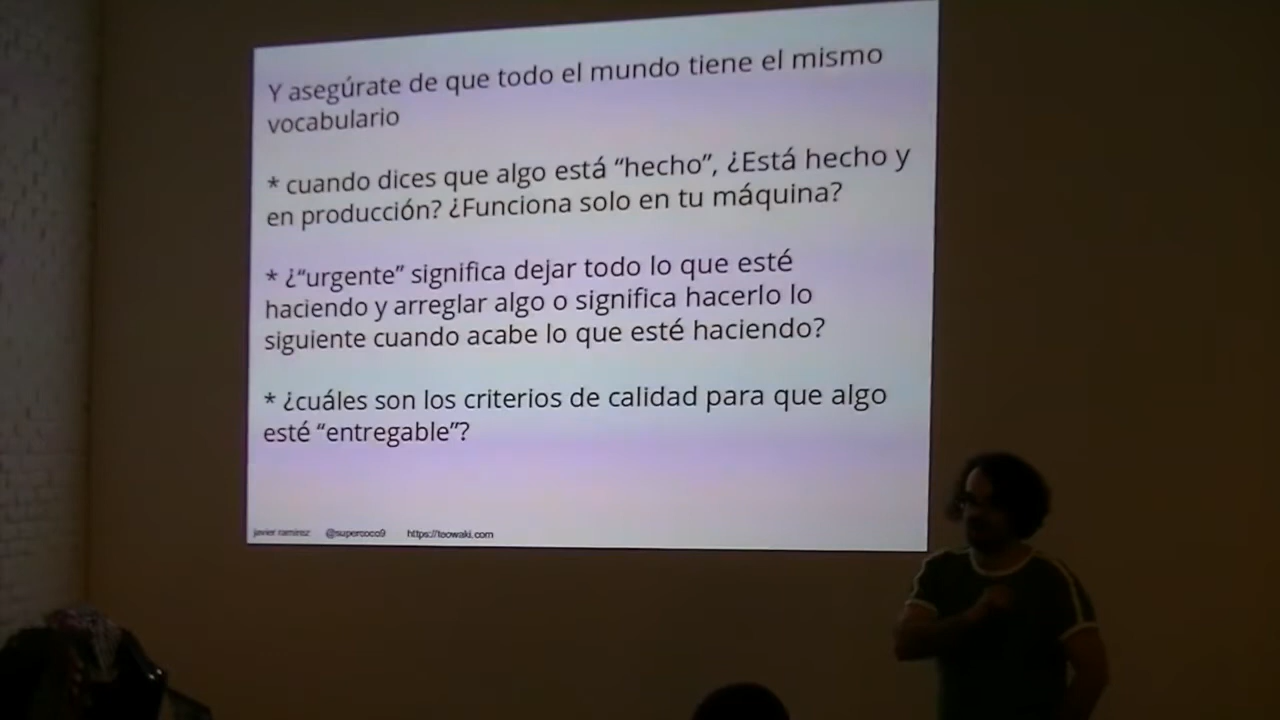 Y asegúrate de que todo el mundo tiene el mismo
vocabulario
* cuando dices que algo está “hecho”, ¿Está hecho y
en producción? ¿Funciona solo en tu máquina?
* ¿“urgente” significa dejar todo lo que esté
haciendo y arreglar algo o significa hacerlo lo
siguiente cuando acabe lo que esté haciendo?
* ¿cuáles son los criterios de calidad para que algo
esté “entregable”?
javier ramirez @supercoco9 https://teowaki.com